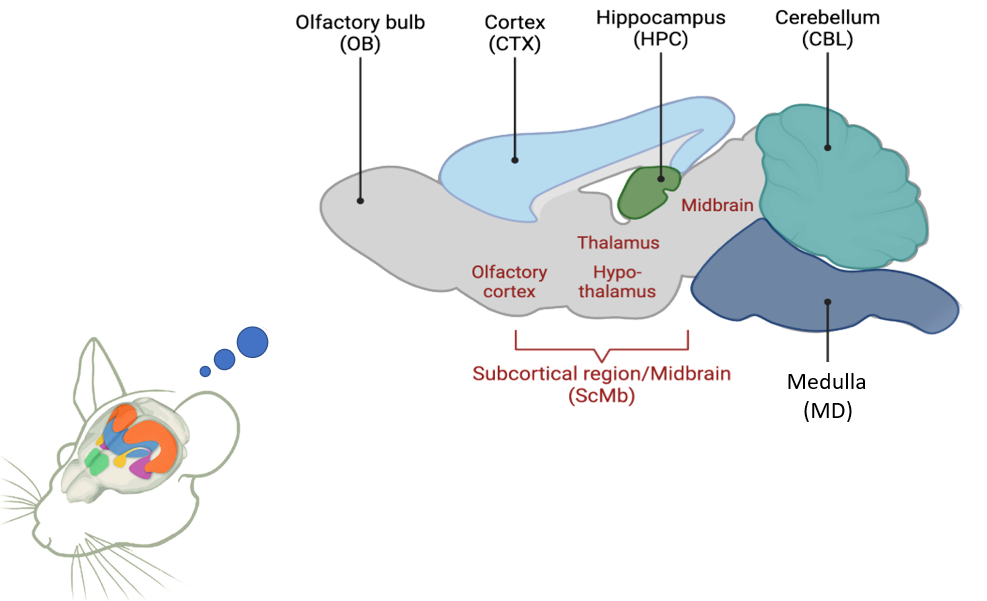 Olfactory bulb
(OB)
Cortex
(CTX)
Hippocampus
(HPC)
Cerebellum
(CBL)
Midbrain
Thalamus
Olfactory
cortex
Hypo-
thalamus
Subcortical region/Midbrain
(ScMb)
Medulla
(MD)